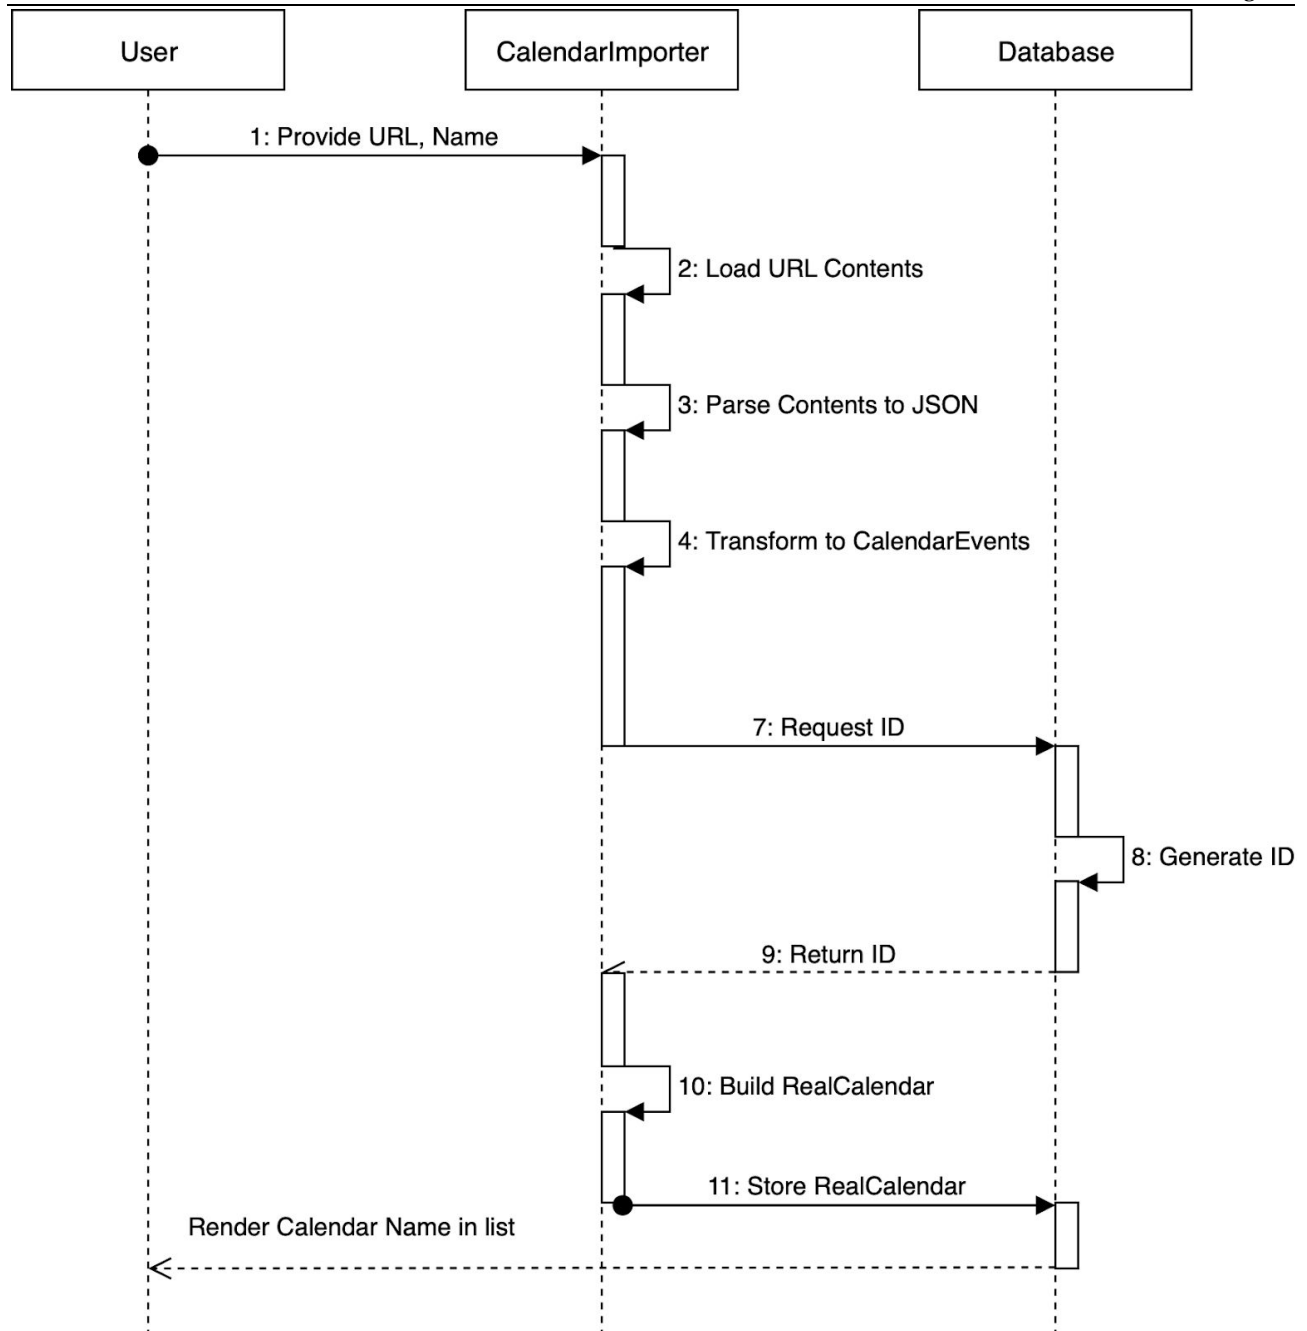 User
CalendarImporter
Database
1: Provide URL, Name
2: Load URL Contents
3: Parse Contents to JSON
4: Transform to CalendarEvents
7: Request ID
8: Generate ID
9: Return ID
10: Build RealCalendar
11: Store RealCalendar
Render Calendar Name in list